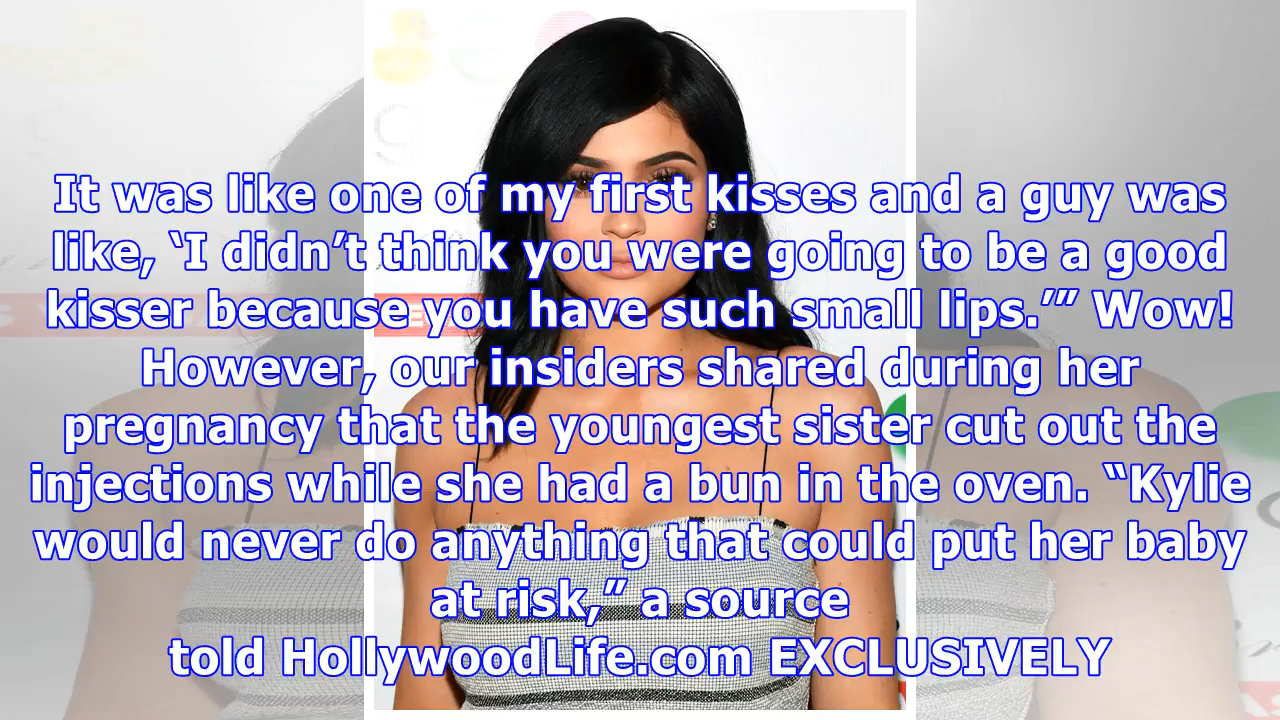 It was like one of my first kisses and a guy was
like, ‘I didn’t think you were going to be a good
kisser because you have such small lips.’” Wow!
However, our insiders shared during her
pregnancy that the youngest sister cut out the
injections while she had a bun in the oven. “Kylie
would never do anything that could put her baby
at risk,” a source
told HollywoodLife.com EXCLUSIVELY